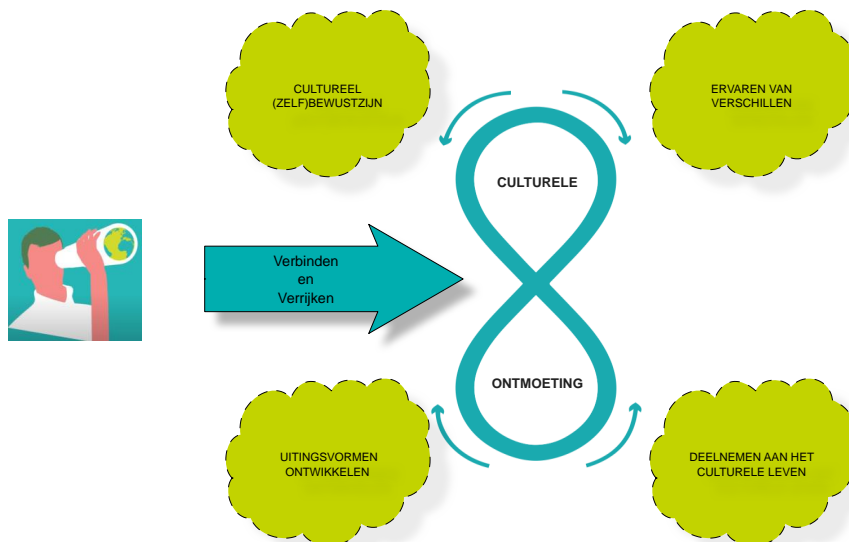 CULTUREEL
(ZELF)BEWUSTZIJN
ERVAREN VAN
VERSCHILLEN
CULTURELE
Verbinden
en
Verrijken
ONTMOETING
UITINGSVORMEN
ONTWIKKELEN
DEELNEMEN AAN HET
CULTURELE LEVEN